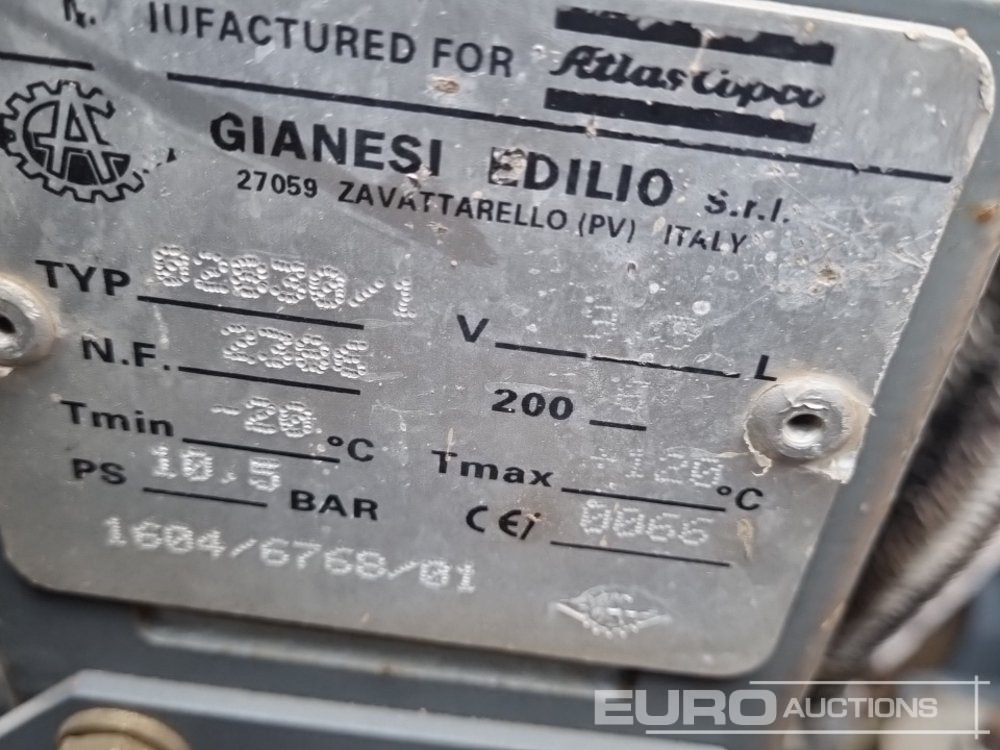 MANUFACTURED FOR Atlas Copco
GIANESI EDILIO S.r.l.
27059 ZAVATTARELLO (PV) ITALY
TYP 02830/1
V L
N.F. 2386
200
Tmin -20 °C
Tmax +120 °C
PS 10,5 BAR
CE 0066
1604/6768/01
EURO AUCTIONS